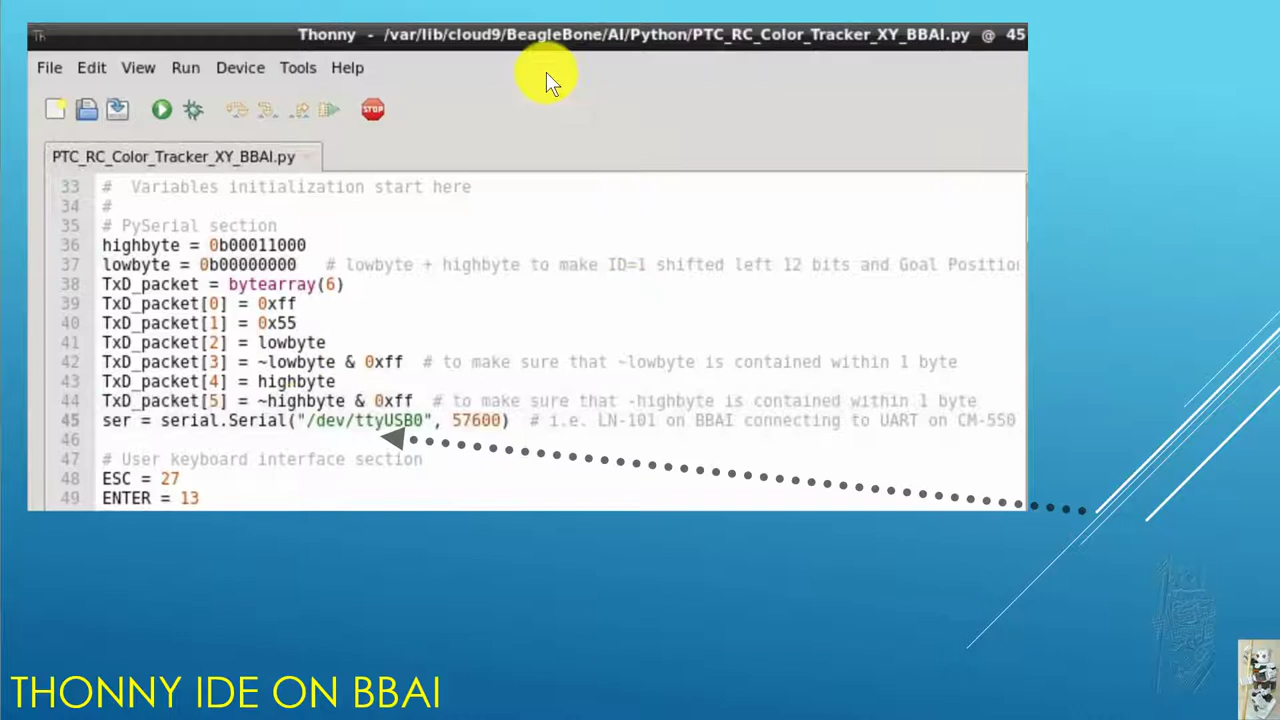 Thonny - /var/lib/cloud9/BeagleBone/AI/Python/PTC_RC_Color_Tracker_XY_BBAI.py @ 45
File Edit View Run Device Tools Help
STOP
PTC_RC_Color_Tracker_XY_BBAI.py
33 # Variables initialization start here
34 #
35 # PySerial section
36 highbyte = 0b00011000
37 lowbyte = 0b00000000 # lowbyte + highbyte to make ID=1 shifted left 12 bits and Goal Position
38 TxD_packet = bytearray(6)
39 TxD_packet[0] = 0xff
40 TxD_packet[1] = 0x55
41 TxD_packet[2] = lowbyte
42 TxD_packet[3] = ~lowbyte & 0xff # to make sure that ~lowbyte is contained within 1 byte
43 TxD_packet[4] = highbyte
44 TxD_packet[5] = ~highbyte & 0xff # to make sure that -highbyte is contained within 1 byte
45 ser = serial.Serial("/dev/ttyUSB0", 57600) # i.e. LN-101 on BBAI connecting to UART on CM-550
46
47 # User keyboard interface section
48 ESC = 27
49 ENTER = 13
THONNY IDE ON BBAI